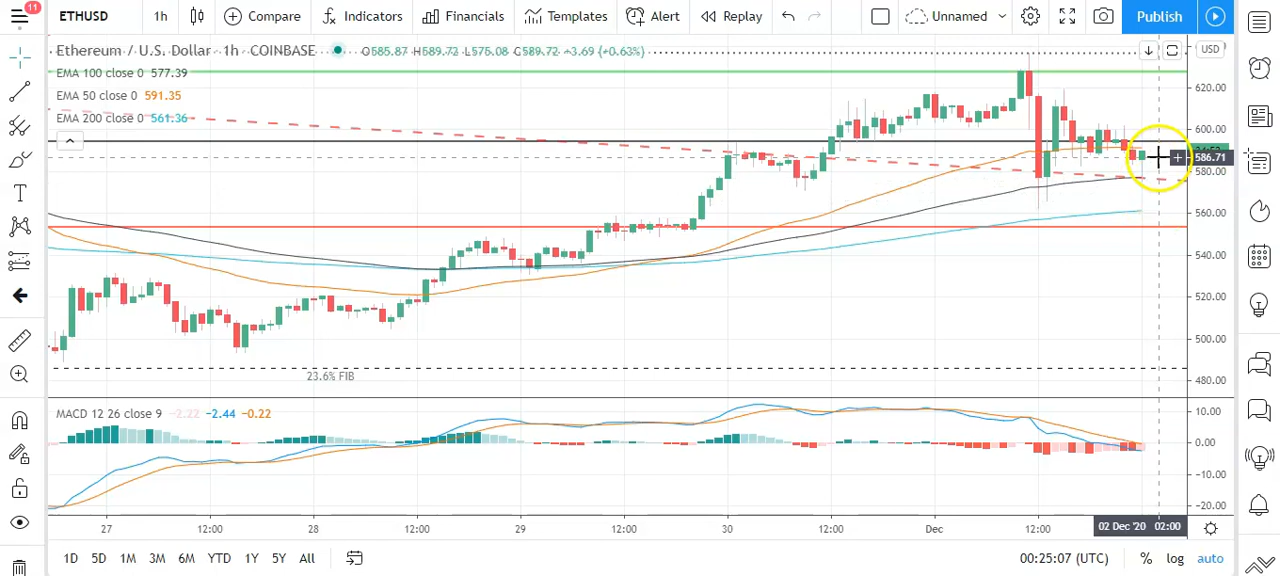 11
ETHUSD
1h
Compare
Indicators
Financials
Templates
Alert
Replay
Unnamed
Publish
Ethereum / U.S. Dollar · 1h · COINBASE
O585.87 H589.72 L575.08 C589.72 +3.69 (+0.63%)
USD
EMA 100 close 0 577.39
EMA 50 close 0 591.35
EMA 200 close 0 561.36
620.00
600.00
586.71
580.00
560.00
540.00
520.00
500.00
480.00
23.6% FIB
MACD 12 26 close 9 −2.22 −2.44 −0.22
10.00
0.00
−10.00
−20.00
27
12:00
28
12:00
29
12:00
30
12:00
Dec
12:00
02 Dec '20 02:00
1D
5D
1M
3M
6M
YTD
1Y
5Y
All
00:25:07 (UTC)
%
log
auto